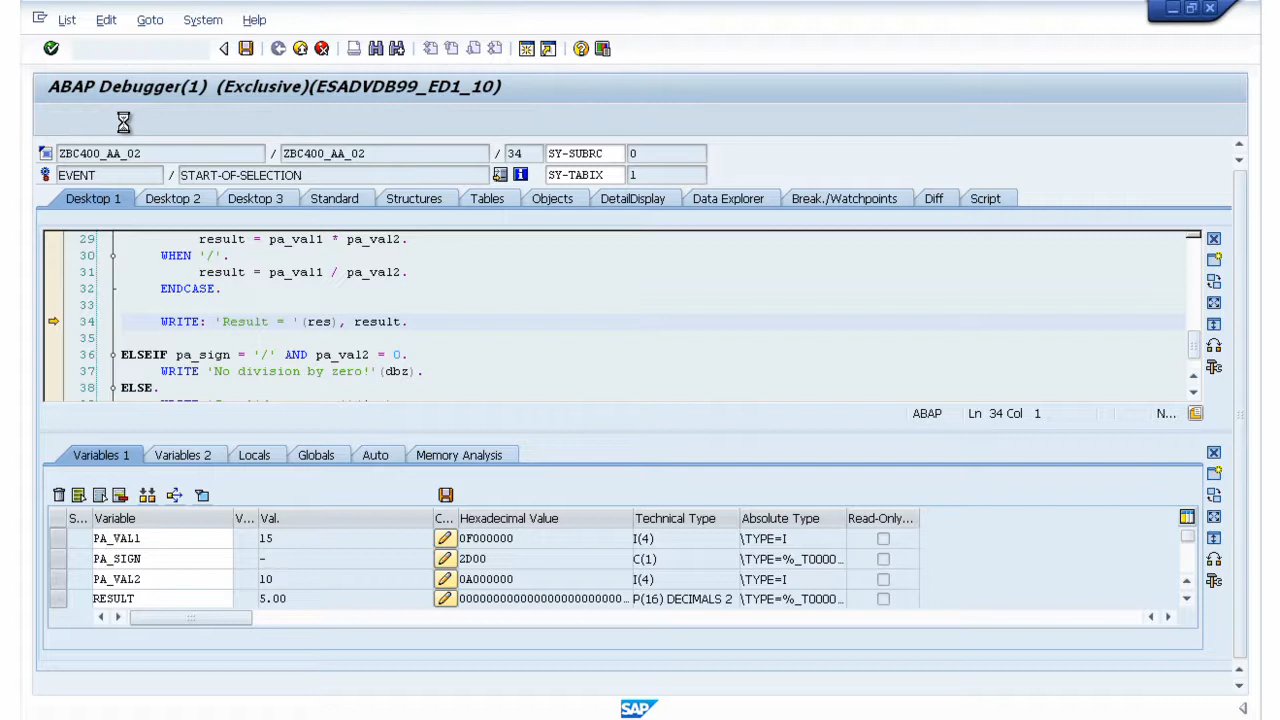 List Edit Goto System Help
ABAP Debugger(1) (Exclusive)(ESADVDB99_ED1_10)
ZBC400_AA_02 / ZBC400_AA_02 / 34 SY-SUBRC 0
EVENT / START-OF-SELECTION SY-TABIX 1
Desktop 1 Desktop 2 Desktop 3 Standard Structures Tables Objects DetailDisplay Data Explorer Break./Watchpoints Diff Script
29 result = pa_val1 * pa_val2.
30 WHEN '/'.
31 result = pa_val1 / pa_val2.
32 ENDCASE.
33
34 WRITE: 'Result = '(res), result.
35
36 ELSEIF pa_sign = '/' AND pa_val2 = 0.
37 WRITE 'No division by zero!'(dbz).
38 ELSE.
ABAP Ln 34 Col 1 N...
Variables 1 Variables 2 Locals Globals Auto Memory Analysis
S... Variable V... Val. C... Hexadecimal Value Technical Type Absolute Type Read-Only...
PA_VAL1 15 0F000000 I(4) \TYPE=I
PA_SIGN - 2D00 C(1) \TYPE=%_T0000...
PA_VAL2 10 0A000000 I(4) \TYPE=I
RESULT 5.00 000000000000000000000000000... P(16) DECIMALS 2 \TYPE=%_T0000...
SAP